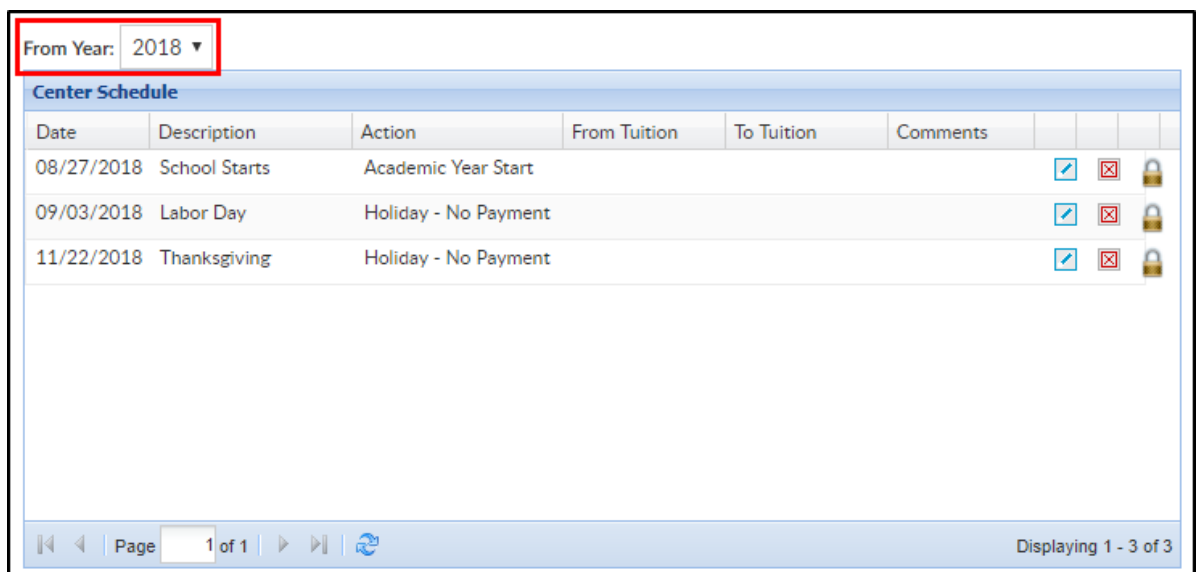 From Year: 2018
Center Schedule
Date Description Action From Tuition To Tuition Comments
08/27/2018 School Starts Academic Year Start
09/03/2018 Labor Day Holiday - No Payment
11/22/2018 Thanksgiving Holiday - No Payment
Page 1 of 1 Displaying 1 - 3 of 3